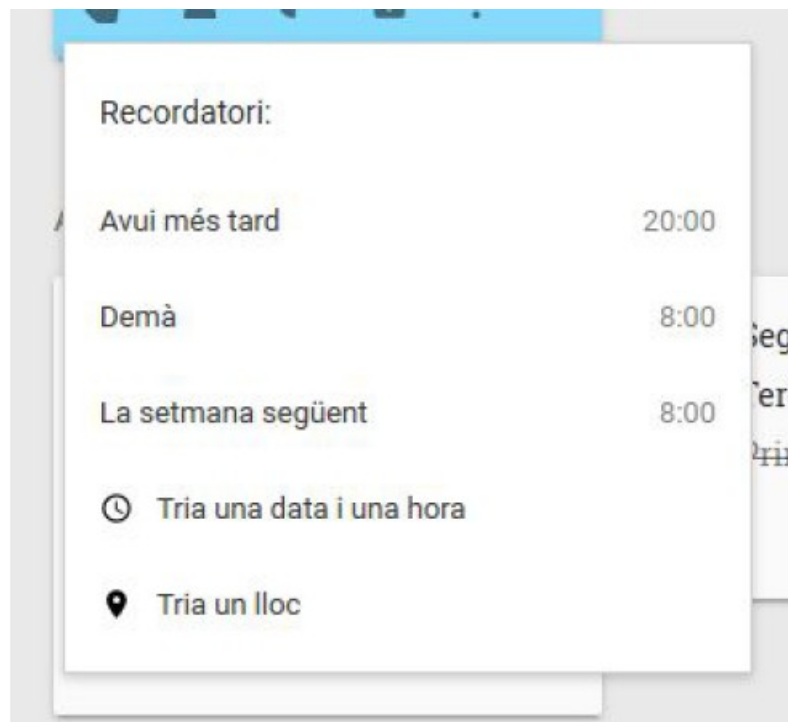 Recordatori:
Avui més tard 20:00
Demà 8:00
La setmana següent 8:00
Tria una data i una hora
Tria un lloc